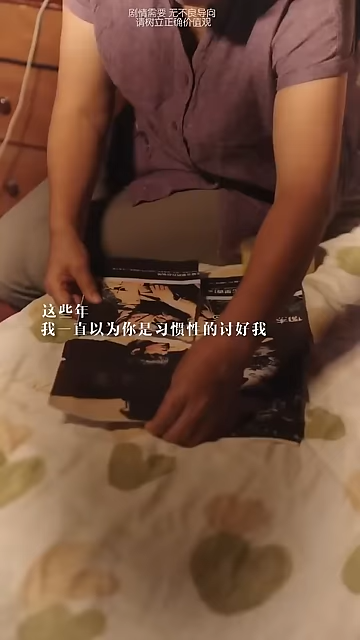 剧情需要 无不良导向
请树立正确价值观
这些年
我一直以为你是习惯性的讨好我